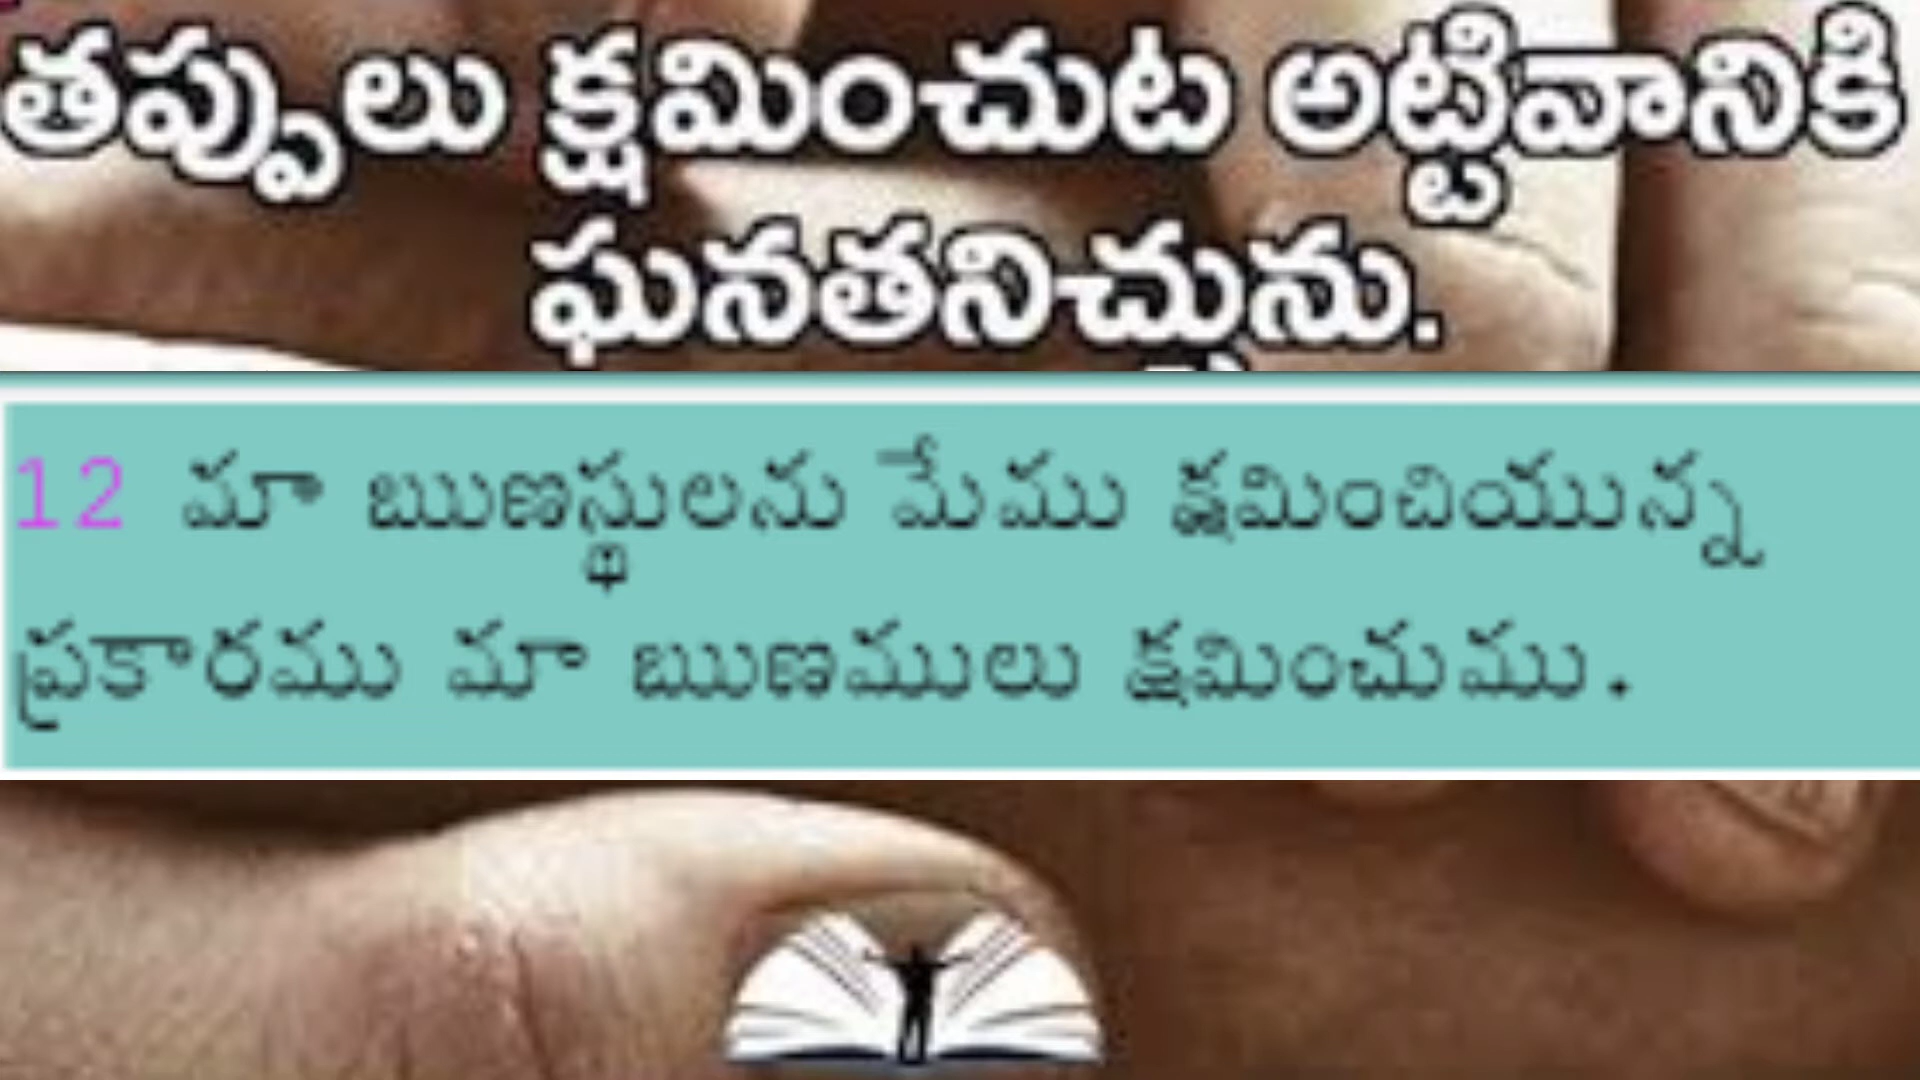 తప్పులు క్షమించుట అట్టివానికి
ఘనతనిచ్చును.
12 మా ఋణస్థులను మేము క్షమించియున్న
ప్రకారము మా ఋణములు క్షమించుము.